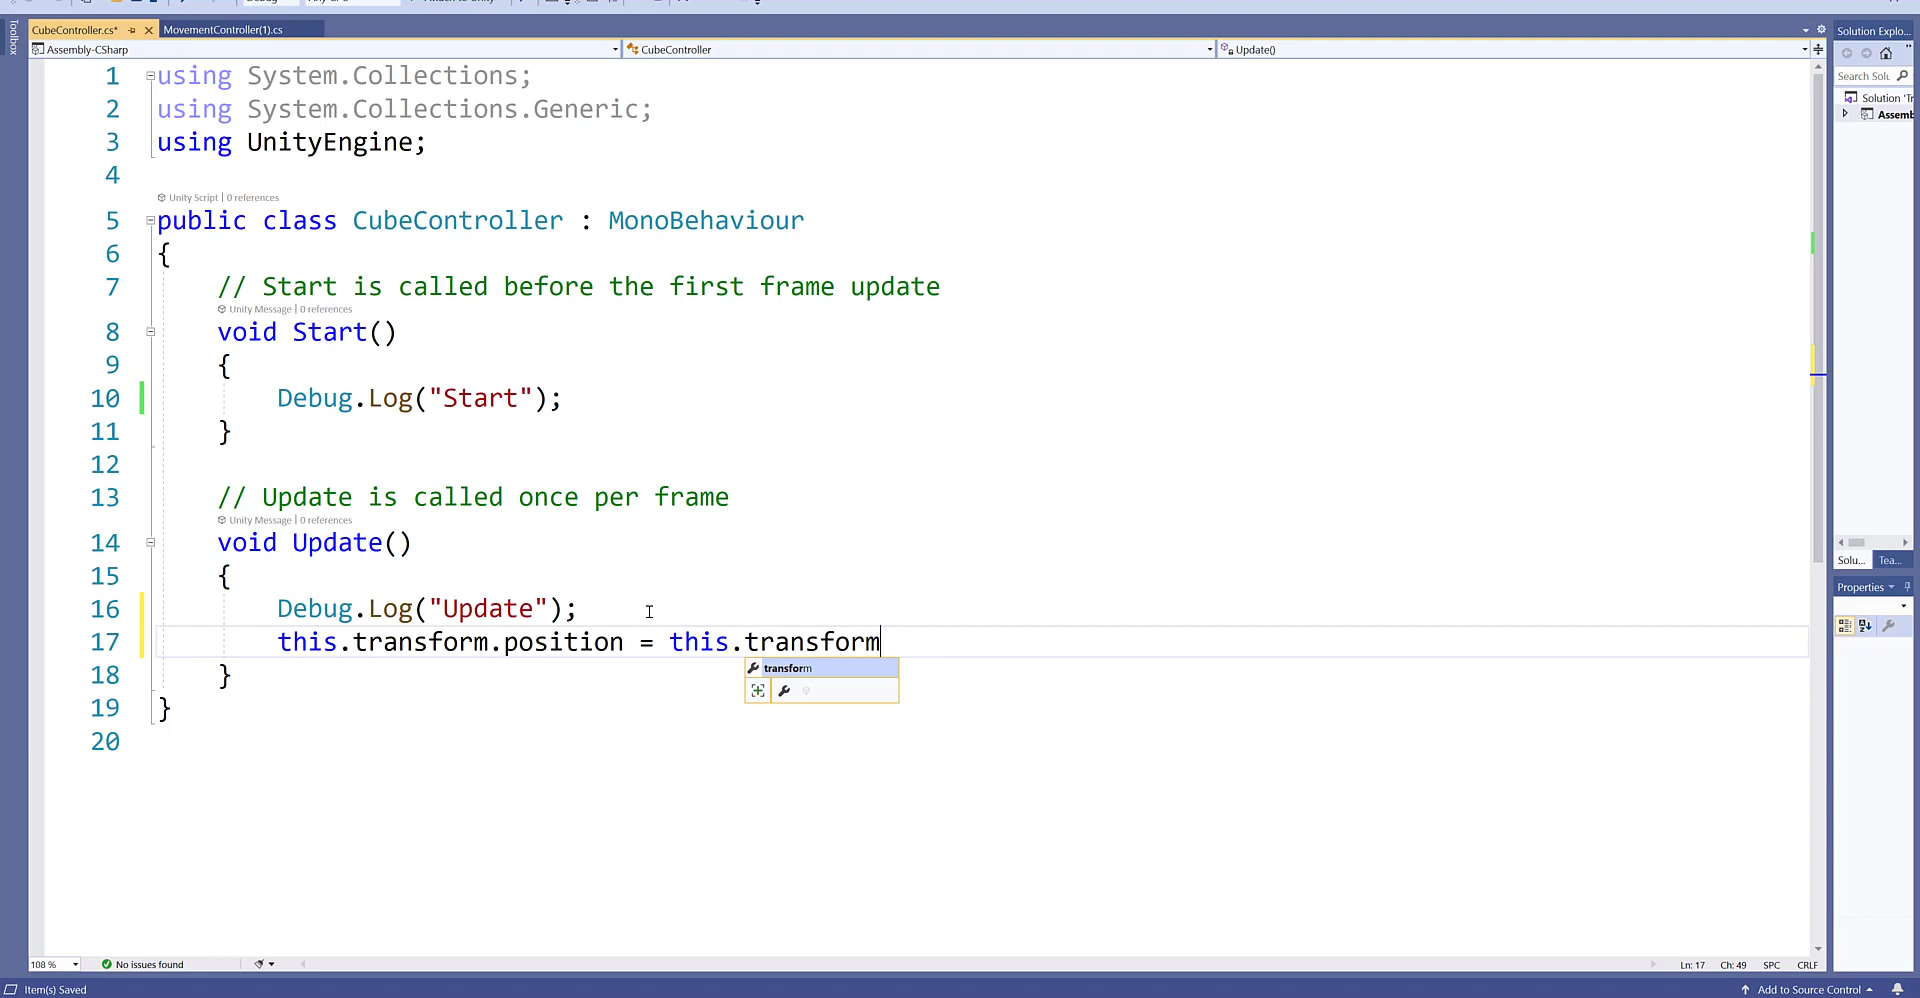 Toolbox
CubeController.cs*
MovementController(1).cs
Solution Explo...
Assembly-CSharp
CubeController
Update()
Search Solu
Solution 'Tr
Assemb
1 using System.Collections;
2 using System.Collections.Generic;
3 using UnityEngine;
4
Unity Script | 0 references
5 public class CubeController : MonoBehaviour
6 {
7 // Start is called before the first frame update
Unity Message | 0 references
8 void Start()
9 {
10 Debug.Log("Start");
11 }
12
13 // Update is called once per frame
Unity Message | 0 references
14 void Update()
15 {
16 Debug.Log("Update");
17 this.transform.position = this.transform
transform
18 }
19 }
20
Solu... Tea...
Properties
108 %
No issues found
Ln: 17 Ch: 49 SPC CRLF
Item(s) Saved
Add to Source Control